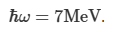 ℏω = 7MeV.